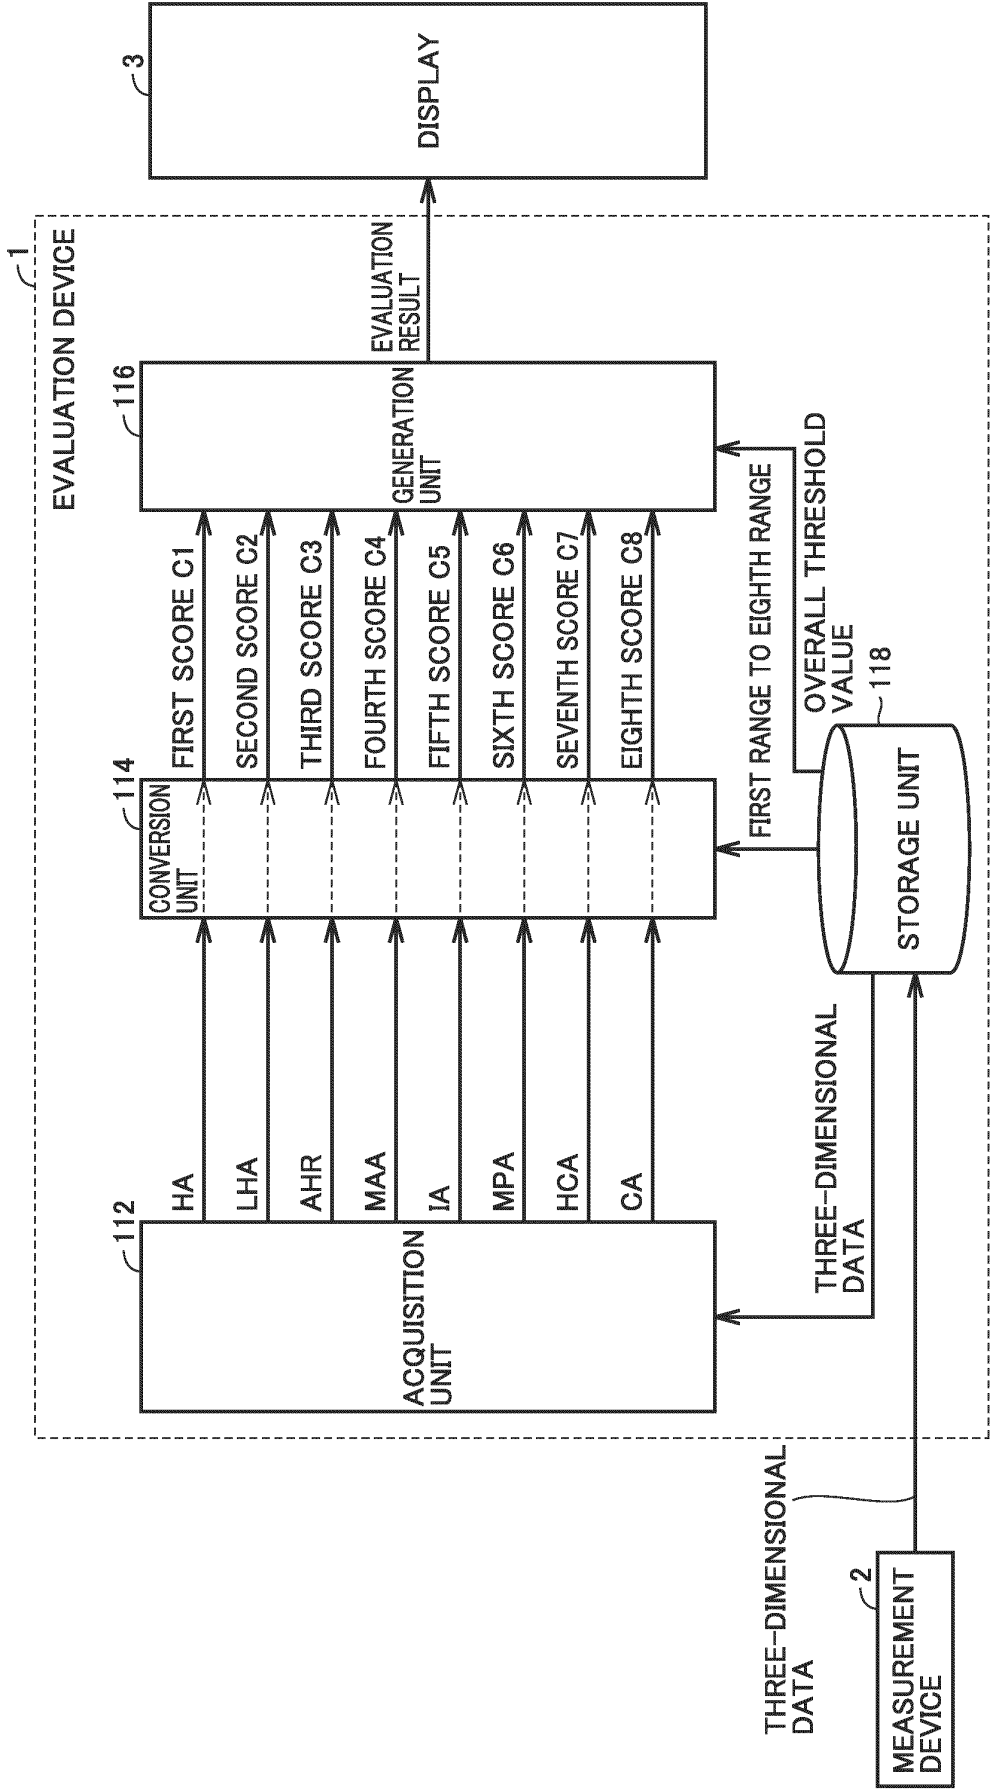 1
EVALUATION DEVICE
112
ACQUISITION
UNIT
HA
LHA
AHR
MAA
IA
MPA
HCA
CA
114
CONVERSION
UNIT
FIRST SCORE C1
SECOND SCORE C2
THIRD SCORE C3
FOURTH SCORE C4
FIFTH SCORE C5
SIXTH SCORE C6
SEVENTH SCORE C7
EIGHTH SCORE C8
116
GENERATION
UNIT
EVALUATION
RESULT
3
DISPLAY
FIRST RANGE TO EIGHTH RANGE
OVERALL THRESHOLD
VALUE
118
STORAGE UNIT
THREE-DIMENSIONAL
DATA
THREE-DIMENSIONAL
DATA
2
MEASUREMENT
DEVICE